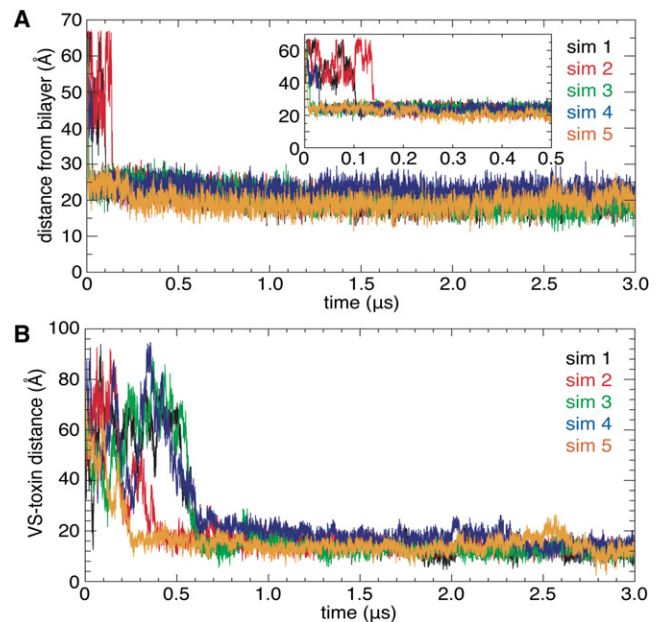 A
distance from bilayer (Å)
70
60
50
40
30
20
10
0
60
40
20
0
0 0.1 0.2 0.3 0.4 0.5
sim 1
sim 2
sim 3
sim 4
sim 5
0 0.5 1.0 1.5 2.0 2.5 3.0
time (µs)
B
VS-toxin distance (Å)
100
80
60
40
20
0
sim 1
sim 2
sim 3
sim 4
sim 5
0 0.5 1.0 1.5 2.0 2.5 3.0
time (µs)